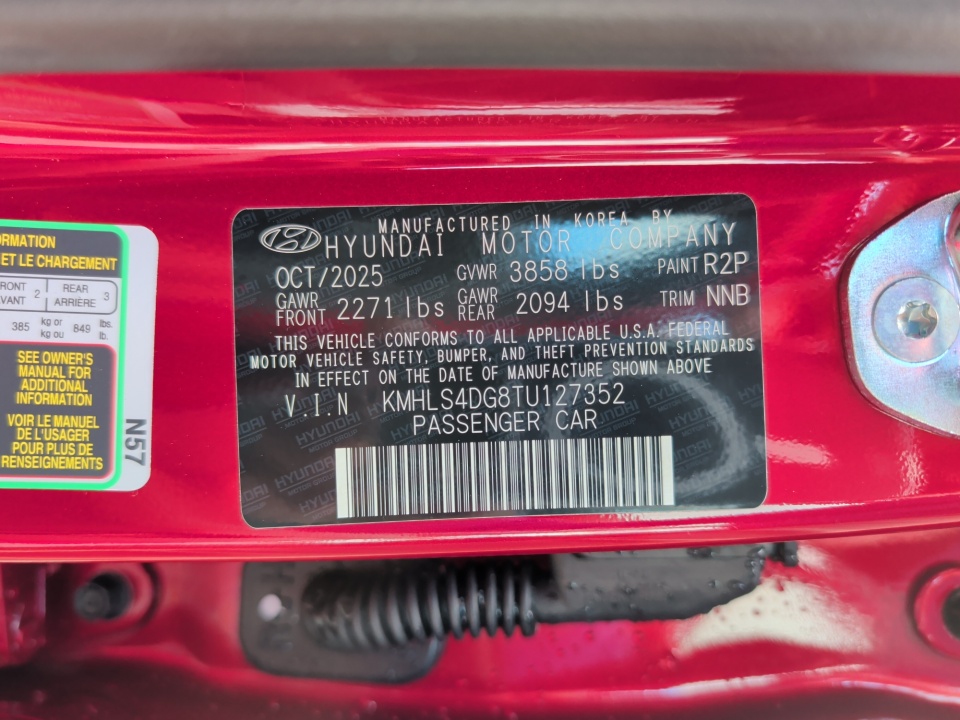 ORMATION
ET LE CHARGEMENT
FRONT 2 REAR 3
AVANT ARRIÈRE
385 kg or 849 lbs.
kg ou lb.
SEE OWNER'S
MANUAL FOR
ADDITIONAL
INFORMATION
VOIR LE MANUEL
DE L'USAGER
POUR PLUS DE
RENSEIGNEMENTS
N57
MANUFACTURED IN KOREA BY
HYUNDAI MOTOR COMPANY
OCT/2025 GVWR 3858 lbs PAINT R2P
GAWR FRONT 2271 lbs GAWR REAR 2094 lbs TRIM NNB
THIS VEHICLE CONFORMS TO ALL APPLICABLE U.S.A. FEDERAL
MOTOR VEHICLE SAFETY, BUMPER, AND THEFT PREVENTION STANDARDS
IN EFFECT ON THE DATE OF MANUFACTURE SHOWN ABOVE
V.I.N KMHLS4DG8TU127352
PASSENGER CAR